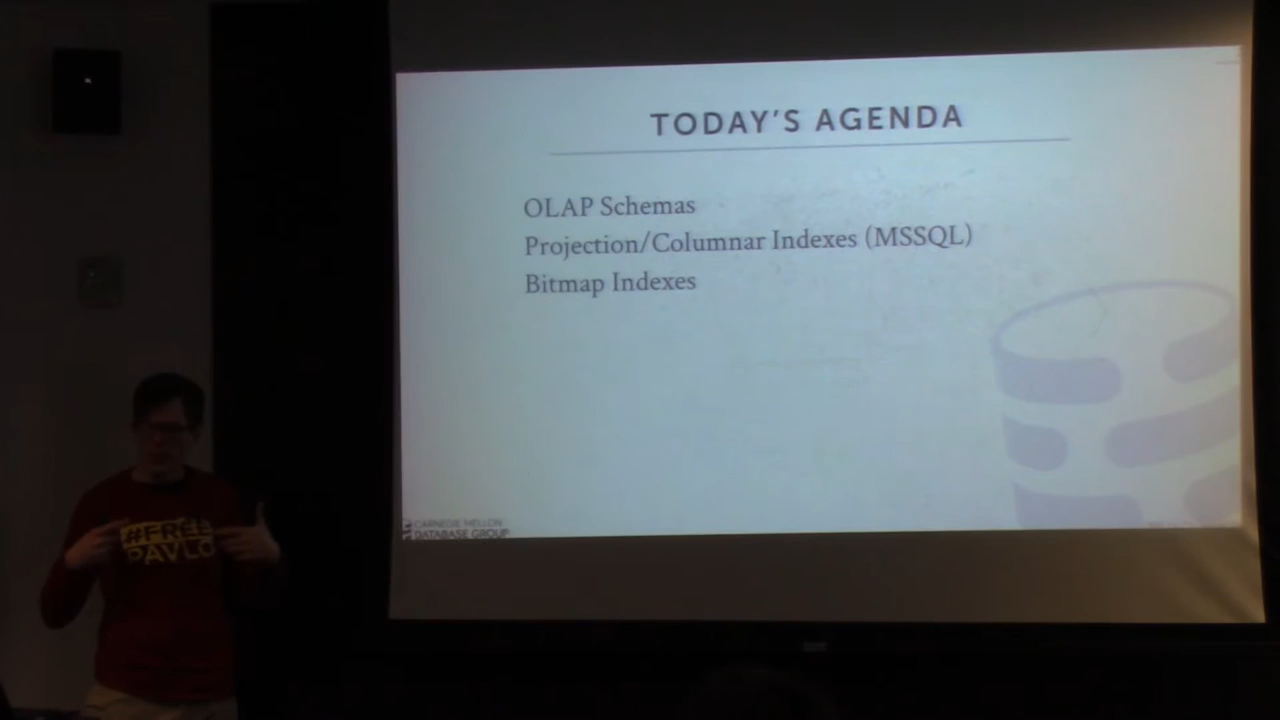 TODAY'S AGENDA
OLAP Schemas
Projection/Columnar Indexes (MSSQL)
Bitmap Indexes
CARNEGIE MELLON
DATABASE GROUP
#FREE
PAVLO